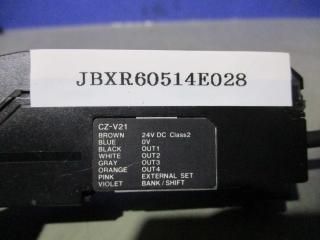 JBXR60514E028
CZ-V21
BROWN 24V DC Class2
BLUE 0V
BLACK OUT1
WHITE OUT2
GRAY OUT3
ORANGE OUT4
PINK EXTERNAL SET
VIOLET BANK/SHIFT